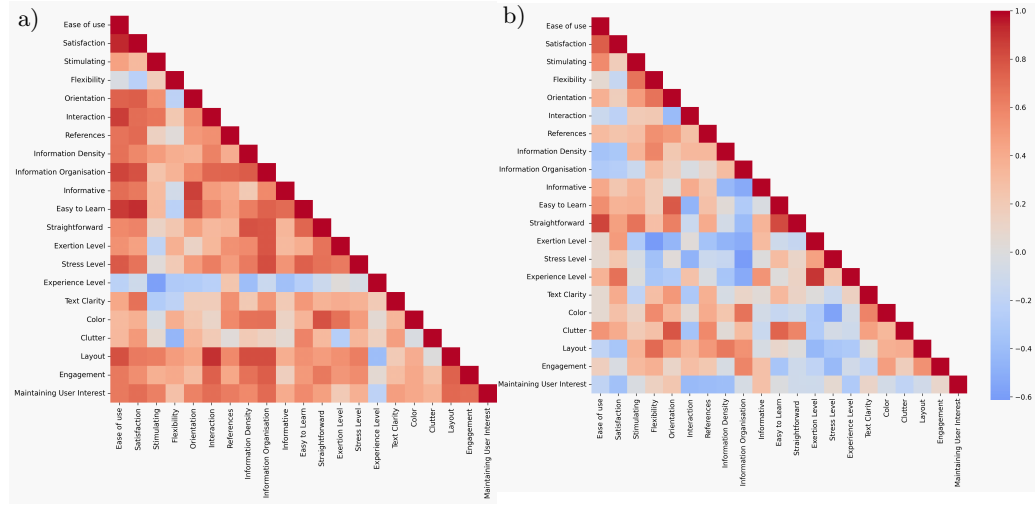 a)
Ease of use
Satisfaction
Stimulating
Flexibility
Orientation
Interaction
References
Information Density
Information Organisation
Informative
Easy to Learn
Straightforward
Exertion Level
Stress Level
Experience Level
Text Clarity
Color
Clutter
Layout
Engagement
Maintaining User Interest
Ease of use
Satisfaction
Stimulating
Flexibility
Orientation
Interaction
References
Information Density
Information Organisation
Informative
Easy to Learn
Straightforward
Exertion Level
Stress Level
Experience Level
Text Clarity
Color
Clutter
Layout
Engagement
Maintaining User Interest
b)
Ease of use
Satisfaction
Stimulating
Flexibility
Orientation
Interaction
References
Information Density
Information Organisation
Informative
Easy to Learn
Straightforward
Exertion Level
Stress Level
Experience Level
Text Clarity
Color
Clutter
Layout
Engagement
Maintaining User Interest
Ease of use
Satisfaction
Stimulating
Flexibility
Orientation
Interaction
References
Information Density
Information Organisation
Informative
Easy to Learn
Straightforward
Exertion Level
Stress Level
Experience Level
Text Clarity
Color
Clutter
Layout
Engagement
Maintaining User Interest
1.0
0.8
0.6
0.4
0.2
0.0
−0.2
−0.4
−0.6